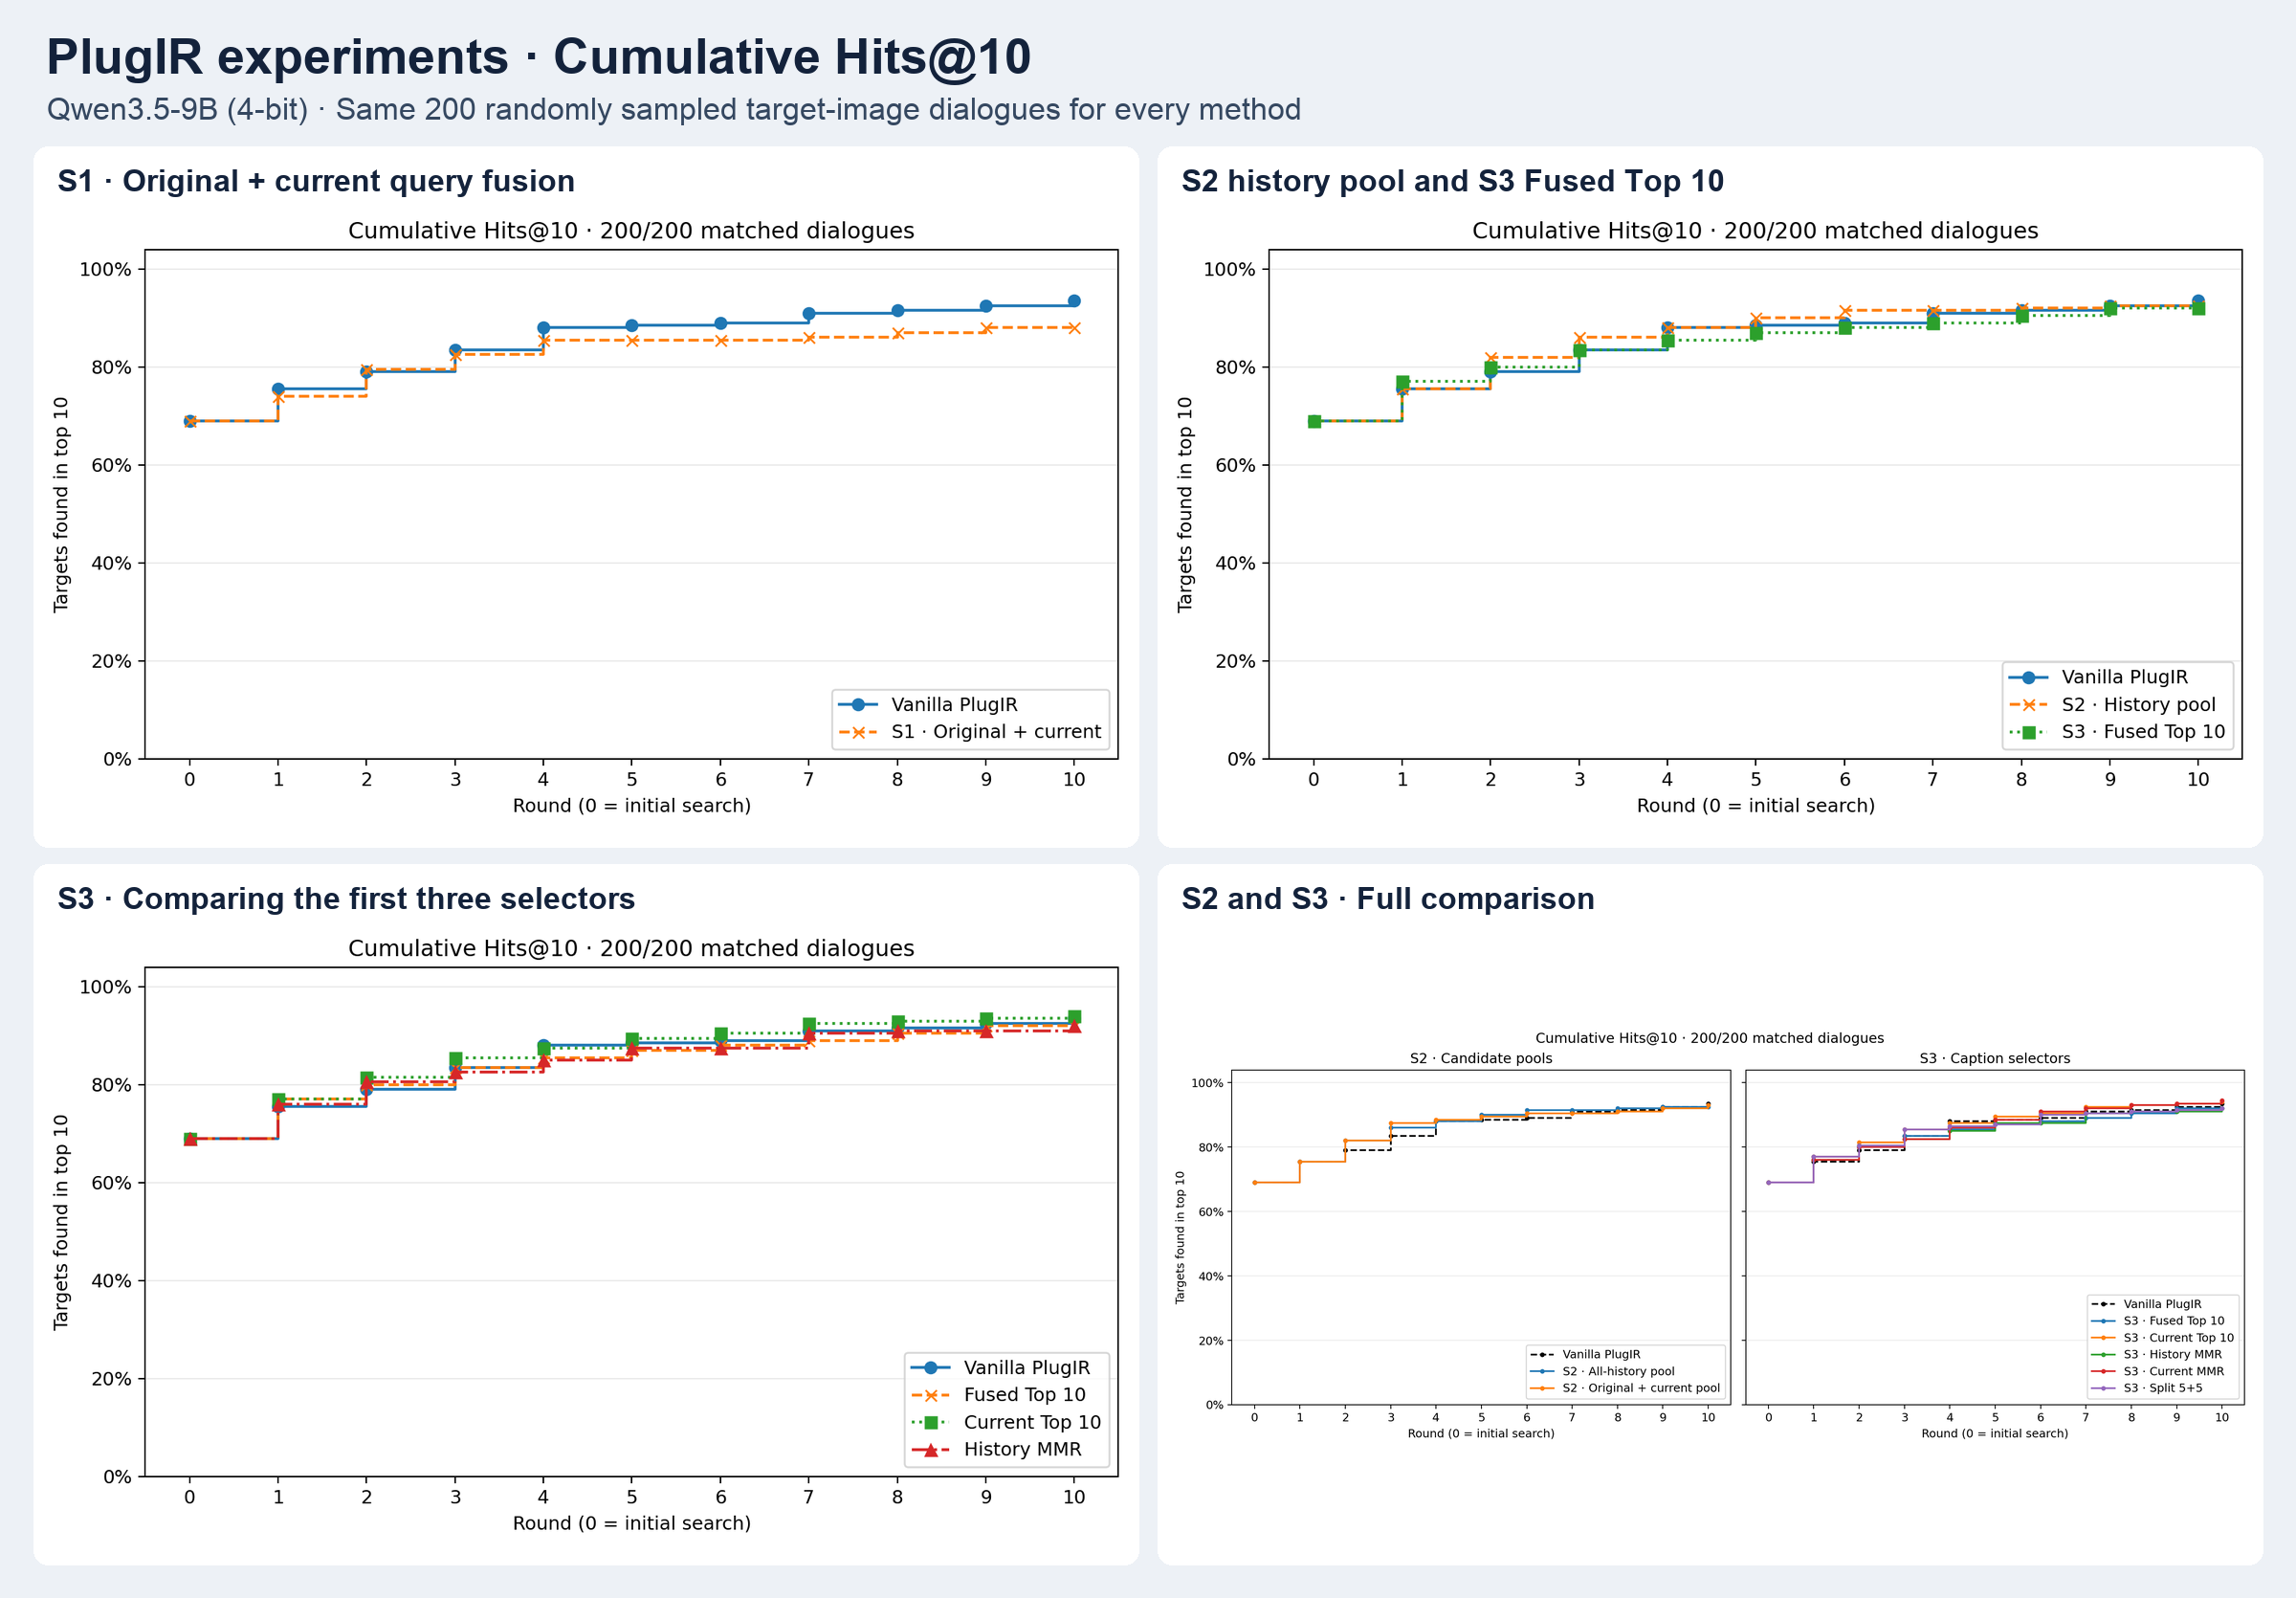 PlugIR experiments · Cumulative Hits@10
Qwen3.5-9B (4-bit) · Same 200 randomly sampled target-image dialogues for every method
S1 · Original + current query fusion
Cumulative Hits@10 · 200/200 matched dialogues
Targets found in top 10
100%
80%
60%
40%
20%
0%
Vanilla PlugIR
S1 · Original + current
0 1 2 3 4 5 6 7 8 9 10
Round (0 = initial search)
S2 history pool and S3 Fused Top 10
Cumulative Hits@10 · 200/200 matched dialogues
Targets found in top 10
100%
80%
60%
40%
20%
0%
Vanilla PlugIR
S2 · History pool
S3 · Fused Top 10
0 1 2 3 4 5 6 7 8 9 10
Round (0 = initial search)
S3 · Comparing the first three selectors
Cumulative Hits@10 · 200/200 matched dialogues
Targets found in top 10
100%
80%
60%
40%
20%
0%
Vanilla PlugIR
Fused Top 10
Current Top 10
History MMR
0 1 2 3 4 5 6 7 8 9 10
Round (0 = initial search)
S2 and S3 · Full comparison
Cumulative Hits@10 · 200/200 matched dialogues
S2 · Candidate pools
Targets found in top 10
100%
80%
60%
40%
20%
0%
Vanilla PlugIR
S2 · All-history pool
S2 · Original + current pool
0 1 2 3 4 5 6 7 8 9 10
Round (0 = initial search)
S3 · Caption selectors
Vanilla PlugIR
S3 · Fused Top 10
S3 · Current Top 10
S3 · History MMR
S3 · Current MMR
S3 · Split 5+5
0 1 2 3 4 5 6 7 8 9 10
Round (0 = initial search)